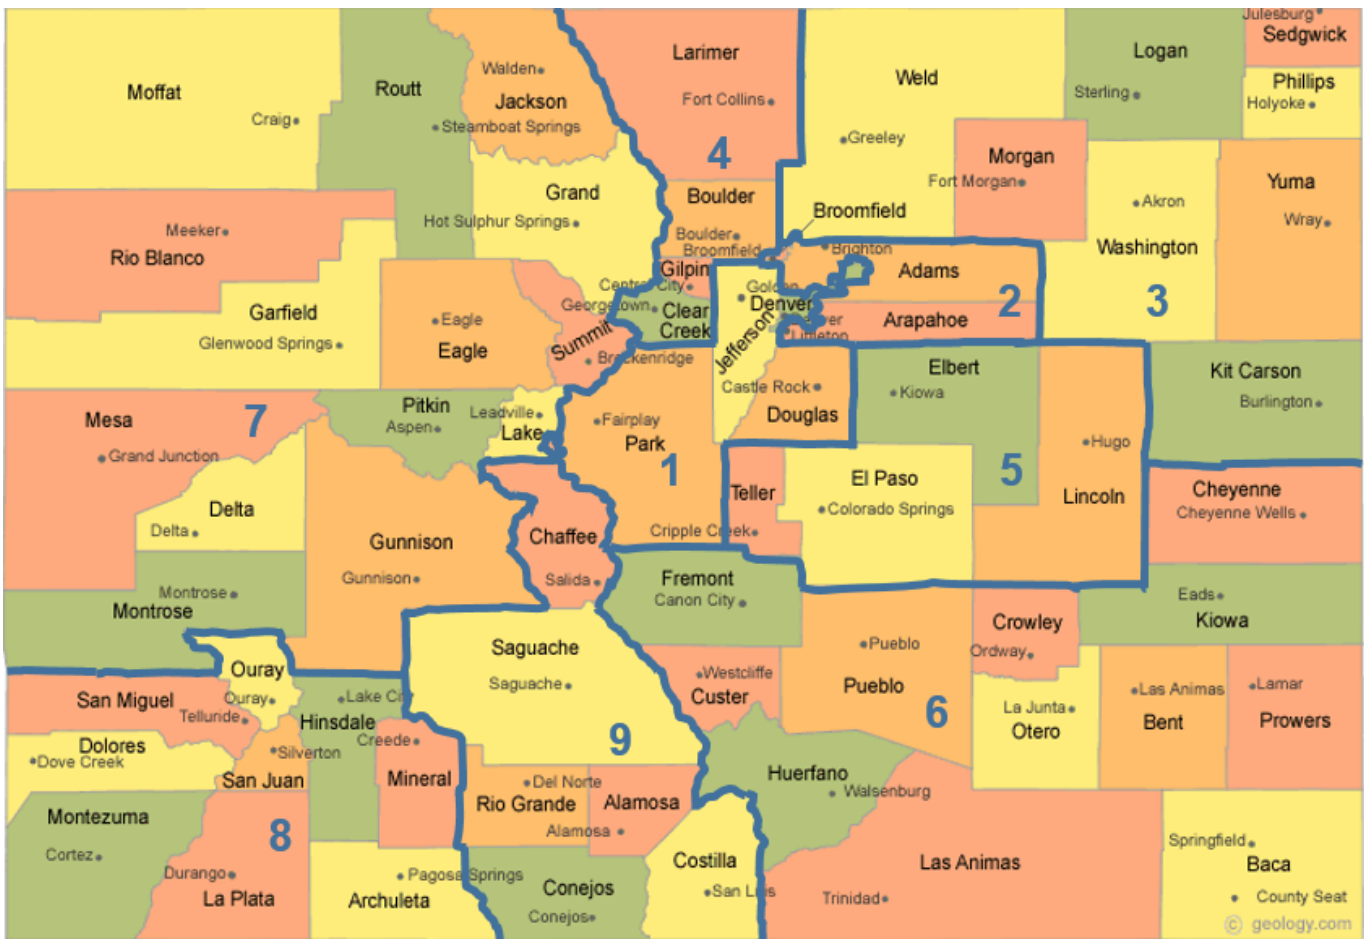 Moffat
Craig
Routt
Steamboat Springs
Walden
Jackson
Larimer
Fort Collins
4
Weld
Greeley
Logan
Sterling
Julesburg
Sedgwick
Phillips
Holyoke
Morgan
Fort Morgan
Yuma
Wray
Akron
Washington
3
Grand
Hot Sulphur Springs
Boulder
Boulder
Broomfield
Broomfield
Meeker
Rio Blanco
Garfield
Glenwood Springs
Eagle
Eagle
Summit
Breckenridge
Gilpin
Central City
Georgetown
Clear
Creek
Golden
Jefferson
Denver
Brighton
Adams
2
Arapahoe
Littleton
Castle Rock
Douglas
Elbert
Kiowa
Kit Carson
Burlington
Mesa
7
Grand Junction
Pitkin
Aspen
Leadville
Lake
Fairplay
Park
1
Teller
Cripple Creek
El Paso
Colorado Springs
5
Hugo
Lincoln
Cheyenne
Cheyenne Wells
Delta
Delta
Gunnison
Gunnison
Chaffee
Salida
Montrose
Montrose
Fremont
Canon City
Crowley
Ordway
Eads
Kiowa
Ouray
Ouray
Saguache
Saguache
Westcliffe
Custer
Pueblo
Pueblo
6
La Junta
Otero
Las Animas
Bent
Lamar
Prowers
San Miguel
Telluride
Lake City
Hinsdale
Creede
Mineral
Dolores
Dove Creek
Silverton
San Juan
9
Del Norte
Rio Grande
Alamosa
Alamosa
Huerfano
Walsenburg
Montezuma
Cortez
8
Durango
La Plata
Pagosa Springs
Archuleta
Conejos
Conejos
Costilla
San Luis
Las Animas
Trinidad
Springfield
Baca
County Seat
© geology.com